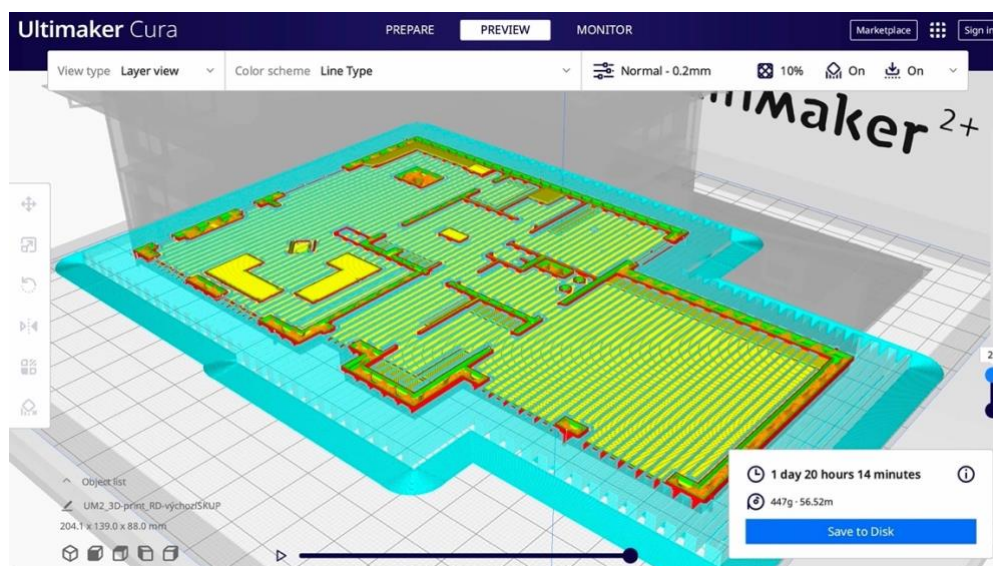 Ultimaker Cura
PREPARE PREVIEW MONITOR
Marketplace Sign in
View type Layer view
Color scheme Line Type
Normal - 0.2mm 10% On On
2+
Object list
UM2_3D-print_RD-výchozíSKUP
204.1 x 139.0 x 88.0 mm
2
1 day 20 hours 14 minutes
447g · 56.52m
Save to Disk